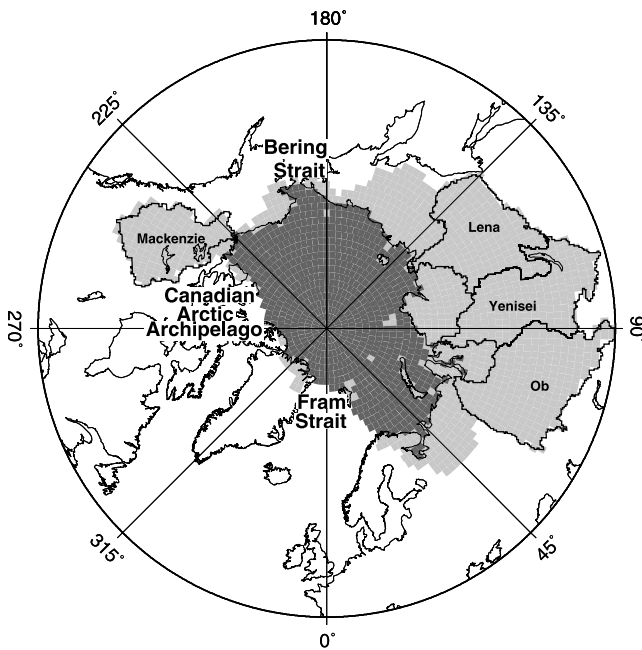 180°
225°
135°
Bering
Strait
Lena
Mackenzie
Canadian
Arctic
Archipelago
Yenisei
270°
90°
Ob
Fram
Strait
315°
45°
0°